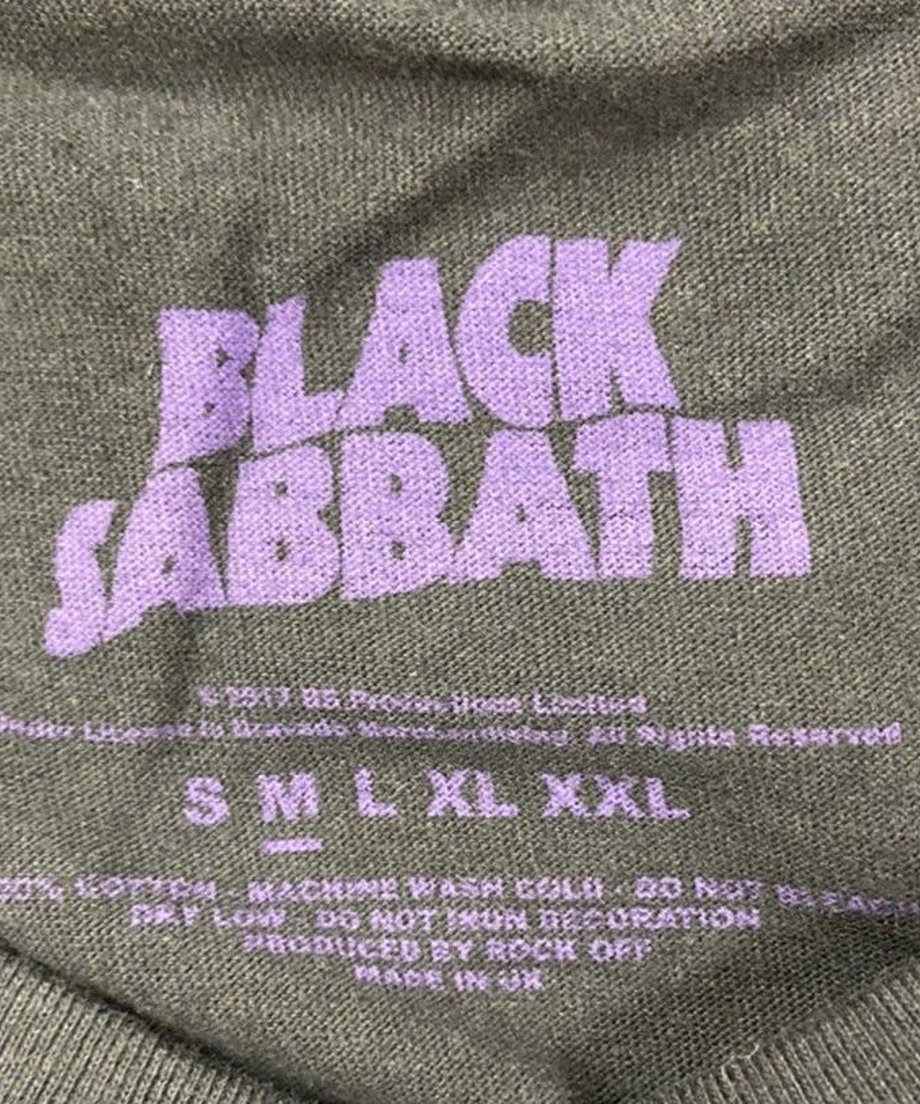 BLACK
SABBATH
© 2017 BS Productions Limited
Under License to Bravado Merchandising All Rights Reserved
S M L XL XXL
COTTON - MACHINE WASH COLD - DO NOT BLEACH
DRY LOW - DO NOT IRON DECORATION
PRODUCED BY ROCK OFF
MADE IN UK